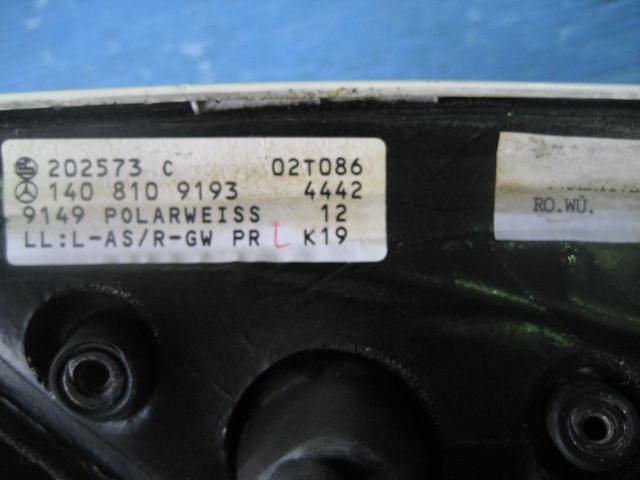 202573 C 02T086
140 810 9193 4442
9149 POLARWEISS 12
LL:L-AS/R-GW PR L K19
RO.WÜ.